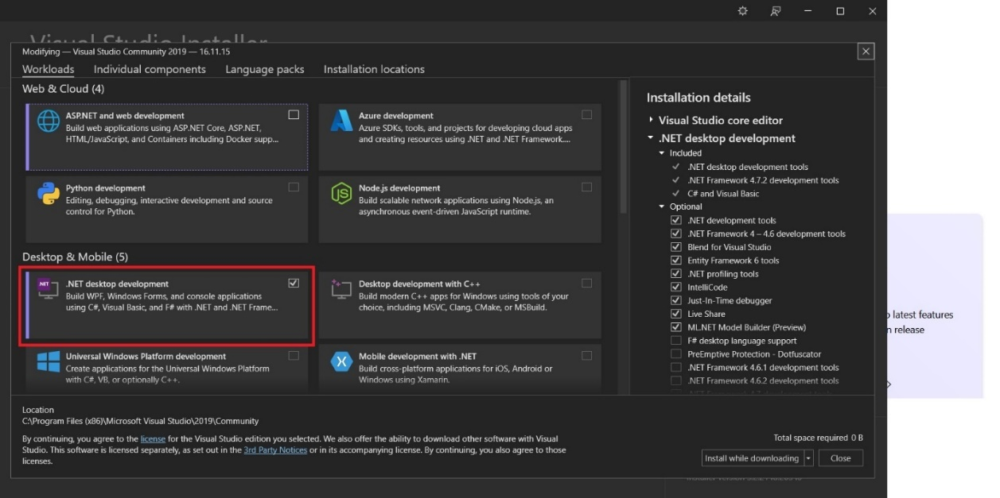 Visual Studio Installer
Modifying — Visual Studio Community 2019 — 16.11.15
Workloads Individual components Language packs Installation locations
Web & Cloud (4)
ASP.NET and web development
Build web applications using ASP.NET Core, ASP.NET,
HTML/JavaScript, and Containers including Docker supp...
Azure development
Azure SDKs, tools, and projects for developing cloud apps
and creating resources using .NET and .NET Framework....
Python development
Editing, debugging, interactive development and source
control for Python.
Node.js development
Build scalable network applications using Node.js, an
asynchronous event-driven JavaScript runtime.
Desktop & Mobile (5)
.NET
.NET desktop development
Build WPF, Windows Forms, and console applications
using C#, Visual Basic, and F# with .NET and .NET Frame...
Desktop development with C++
Build modern C++ apps for Windows using tools of your
choice, including MSVC, Clang, CMake, or MSBuild.
Universal Windows Platform development
Create applications for the Universal Windows Platform
with C#, VB, or optionally C++.
Mobile development with .NET
Build cross-platform applications for iOS, Android or
Windows using Xamarin.
Installation details
Visual Studio core editor
.NET desktop development
Included
.NET desktop development tools
.NET Framework 4.7.2 development tools
C# and Visual Basic
Optional
.NET development tools
.NET Framework 4 – 4.6 development tools
Blend for Visual Studio
Entity Framework 6 tools
.NET profiling tools
IntelliCode
Just-In-Time debugger
Live Share
ML.NET Model Builder (Preview)
F# desktop language support
PreEmptive Protection - Dotfuscator
.NET Framework 4.6.1 development tools
.NET Framework 4.6.2 development tools
latest features
release
Location
C:\Program Files (x86)\Microsoft Visual Studio\2019\Community
By continuing, you agree to the license for the Visual Studio edition you selected. We also offer the ability to download other software with Visual
Studio. This software is licensed separately, as set out in the 3rd Party Notices or in its accompanying license. By continuing, you also agree to those
licenses.
Total space required 0 B
Install while downloading
Close